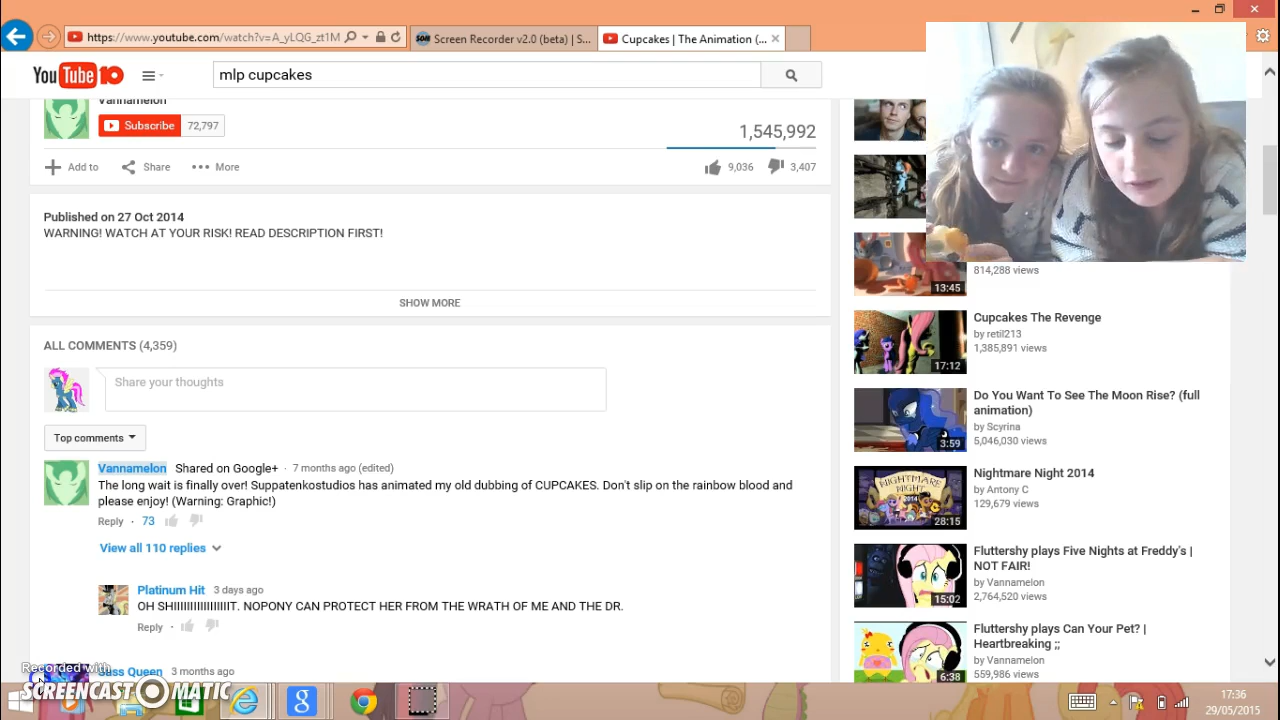 https://www.youtube.com/watch?v=A_yLQG_zt1M
en Recorder v2.0 (beta) | S...
Cupcakes | The Animation (...
YouTube 10
mlp cupcakes
Vannamelon
Subscribe 72,797
1,545,992
Add to Share More
9,036 3,407
Published on 27 Oct 2014
WARNING! WATCH AT YOUR RISK! READ DESCRIPTION FIRST!
SHOW MORE
ALL COMMENTS (4,359)
Share your thoughts
Top comments
Vannamelon Shared on Google+ · 7 months ago (edited)
The long wait is finally over! Suppatenkostudios has animated my old dubbing of CUPCAKES. Don't slip on the rainbow blood and
please enjoy! (Warning: Graphic)
Reply · 73
View all 110 replies
Platinum Hit 3 days ago
OH SHIIIIIIIIIIIIIIIIIT. NOPONY CAN PROTECT HER FROM THE WRATH OF ME AND THE DR.
Reply ·
Sass Queen 3 months ago
814,288 views
13:45
Cupcakes The Revenge
by retil213
1,385,891 views
17:12
Do You Want To See The Moon Rise? (full
animation)
by Scyrina
5,046,030 views
3:59
Nightmare Night 2014
by Antony C
129,679 views
NIGHTMARE
NIGHT
2014
28:15
Fluttershy plays Five Nights at Freddy's |
NOT FAIR!
by Vannamelon
2,764,520 views
15:02
Fluttershy plays Can Your Pet? |
Heartbreaking ;;
by Vannamelon
559,986 views
6:38
Recorded with
SCREENCAST-O-MATIC
17:36
29/05/2015